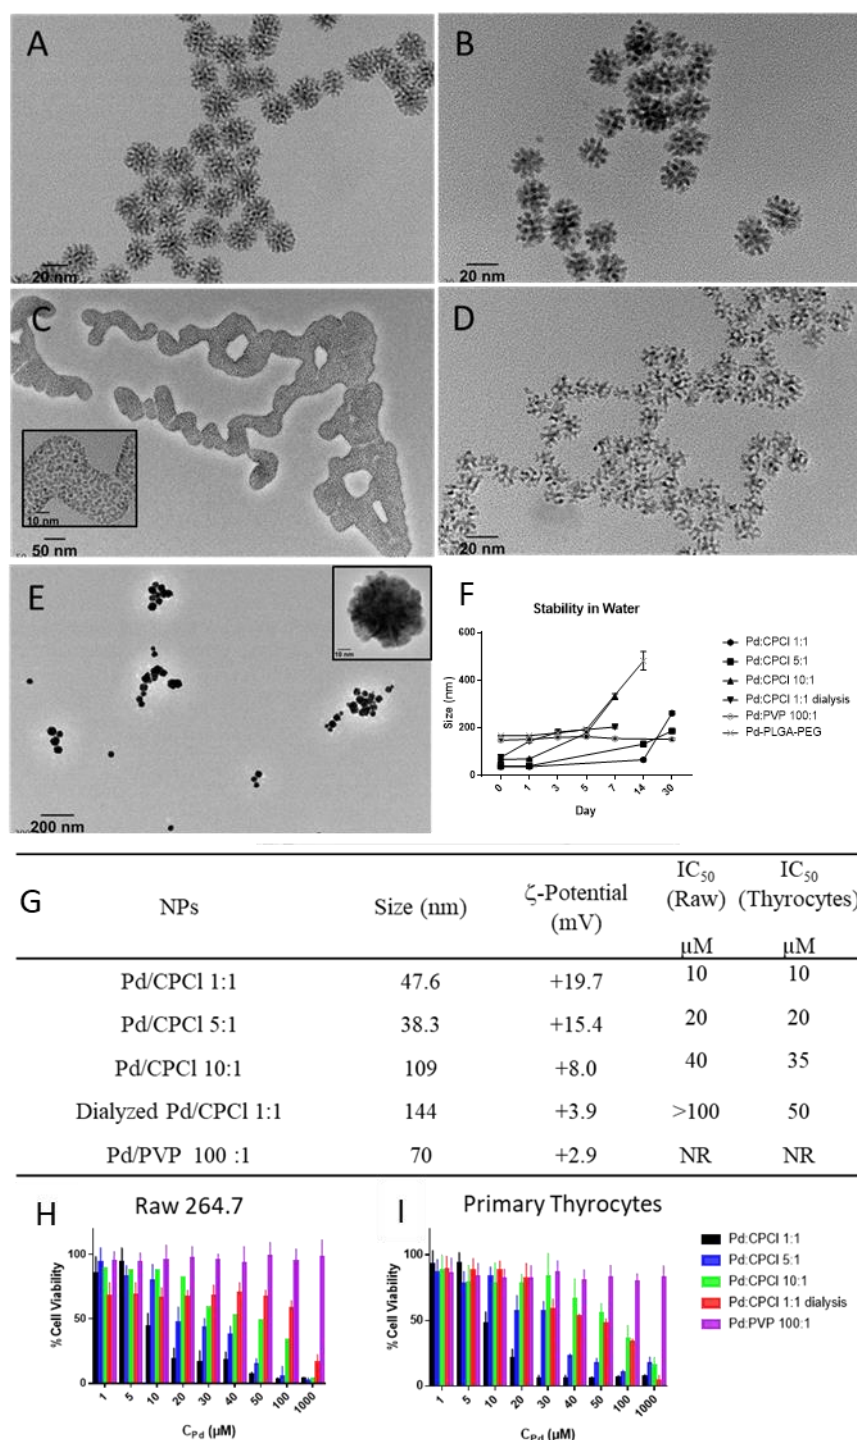 A
20 nm
B
20 nm
C
10 nm
50 nm
D
20 nm
E
10 nm
200 nm
F
Stability in Water
Size (nm)
600
400
200
0
0 1 3 5 7 14 30
Day
Pd:CPCl 1:1
Pd:CPCl 5:1
Pd:CPCl 10:1
Pd:CPCl 1:1 dialysis
Pd:PVP 100:1
Pd-PLGA-PEG
G
NPs Size (nm) ζ-Potential (mV) IC50 (Raw) μM IC50 (Thyrocytes) μM
Pd/CPCl 1:1 47.6 +19.7 10 10
Pd/CPCl 5:1 38.3 +15.4 20 20
Pd/CPCl 10:1 109 +8.0 40 35
Dialyzed Pd/CPCl 1:1 144 +3.9 >100 50
Pd/PVP 100 :1 70 +2.9 NR NR
H
Raw 264.7
% Cell Viability
100
50
0
1 5 10 20 30 40 50 100 1000
CPd (μM)
I
Primary Thyrocytes
% Cell Viability
100
50
0
1 5 10 20 30 40 50 100 1000
CPd (μM)
Pd:CPCl 1:1
Pd:CPCl 5:1
Pd:CPCl 10:1
Pd:CPCl 1:1 dialysis
Pd:PVP 100:1